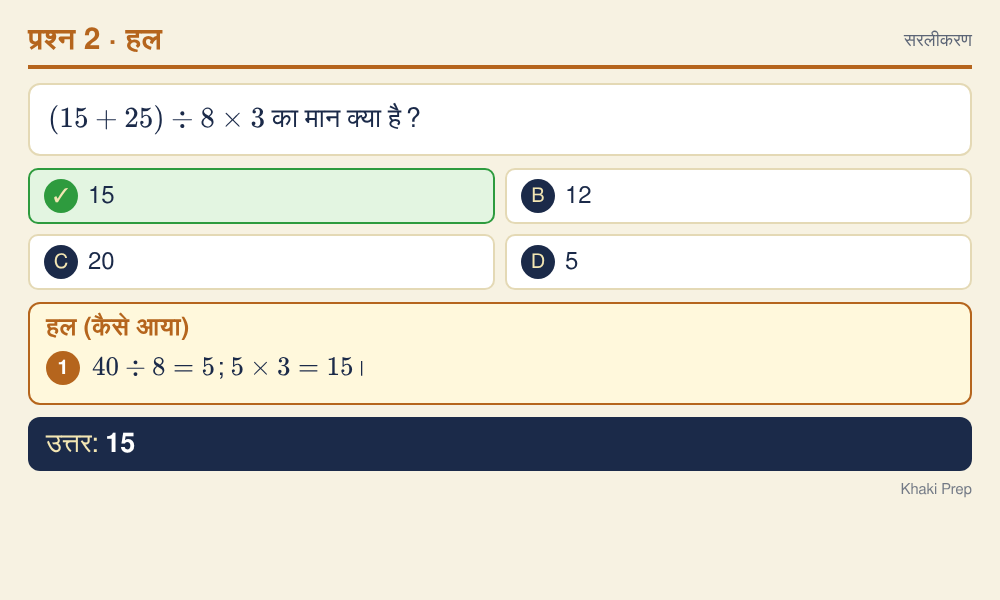 प्रश्न 2 · हल
सरलीकरण
(15 + 25) ÷ 8 × 3 का मान क्या है ?
✓ 15
B 12
C 20
D 5
हल (कैसे आया)
1 40 ÷ 8 = 5; 5 × 3 = 15।
उत्तर: 15
Khaki Prep